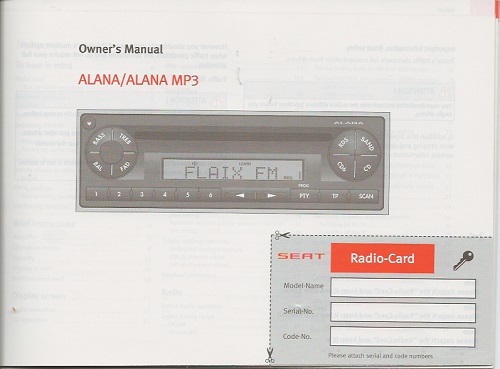 Owner's Manual
ALANA/ALANA MP3
ALANA
BASS TREB
BAL FAD
FLAIX FM
RDS BAND
CD6 CD
1 2 3 4 5 6 PTY TP SCAN
SEAT Radio-Card
Model-Name
Serial-No.
Code-No.
Please attach serial and code numbers